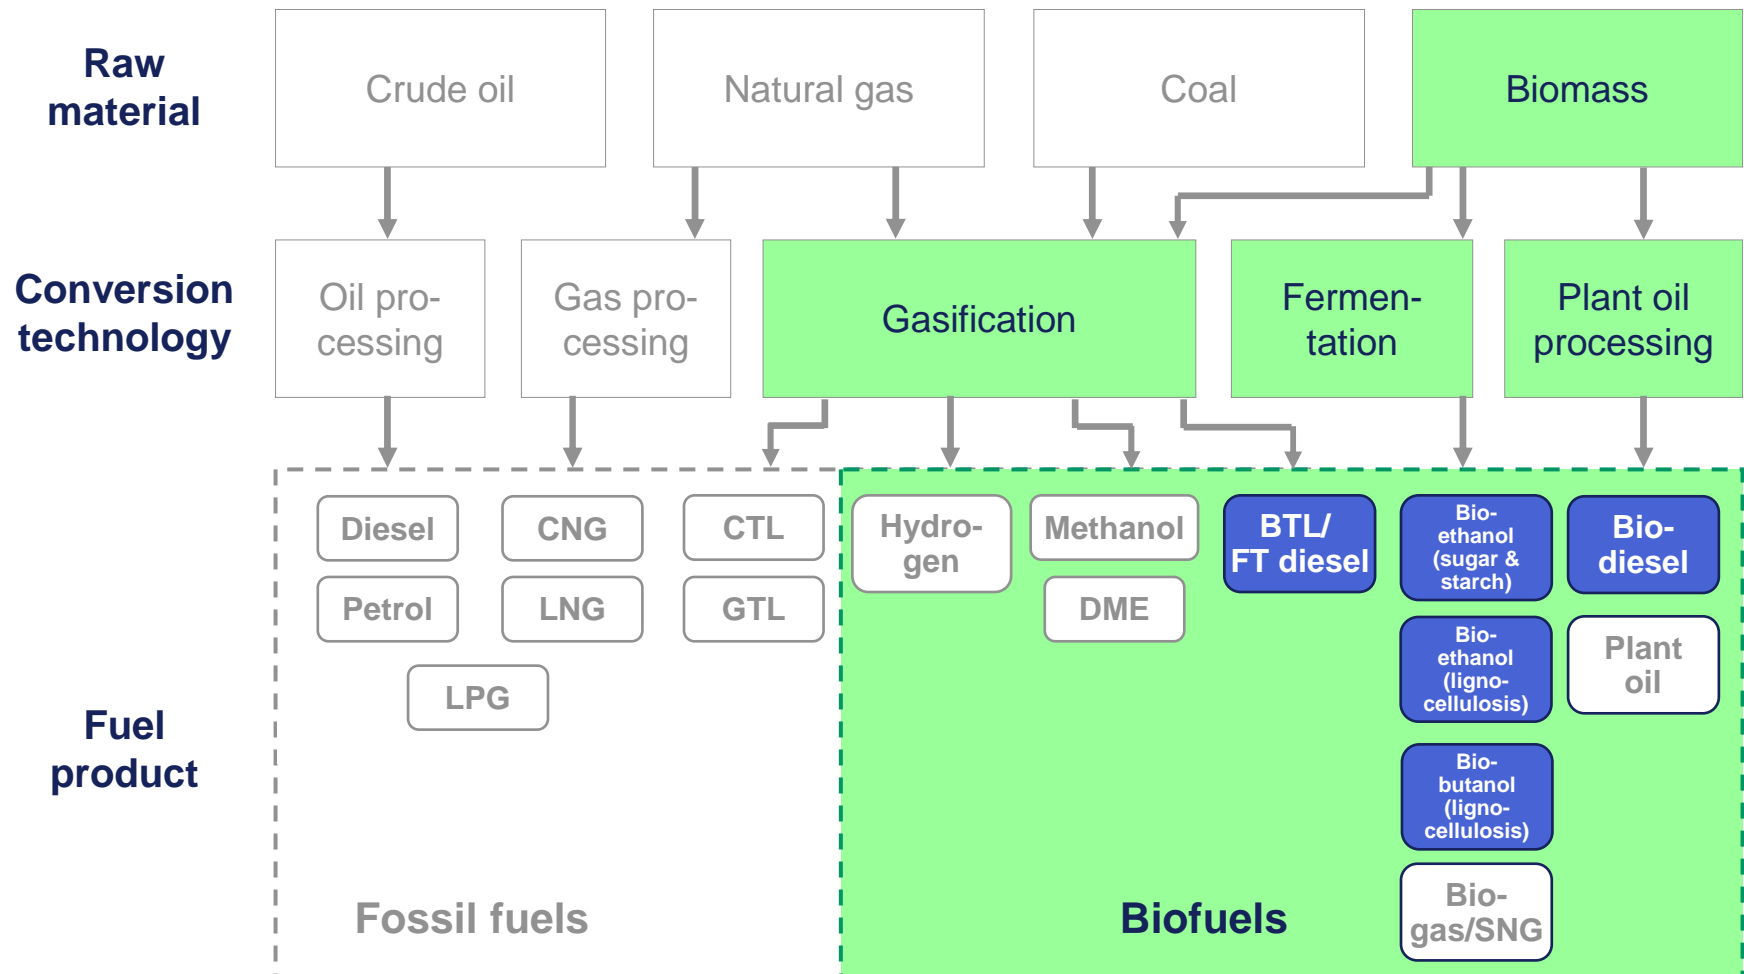 Raw
material
Crude oil
Natural gas
Coal
Biomass
Conversion
technology
Oil pro-
cessing
Gas pro-
cessing
Gasification
Fermen-
tation
Plant oil
processing
Fuel
product
Diesel
Petrol
LPG
CNG
LNG
CTL
GTL
Fossil fuels
Hydro-
gen
Methanol
DME
BTL/
FT diesel
Bio-
ethanol
(sugar &
starch)
Bio-
ethanol
(ligno-
cellulosis)
Bio-
butanol
(ligno-
cellulosis)
Bio-
gas/SNG
Bio-
diesel
Plant
oil
Biofuels